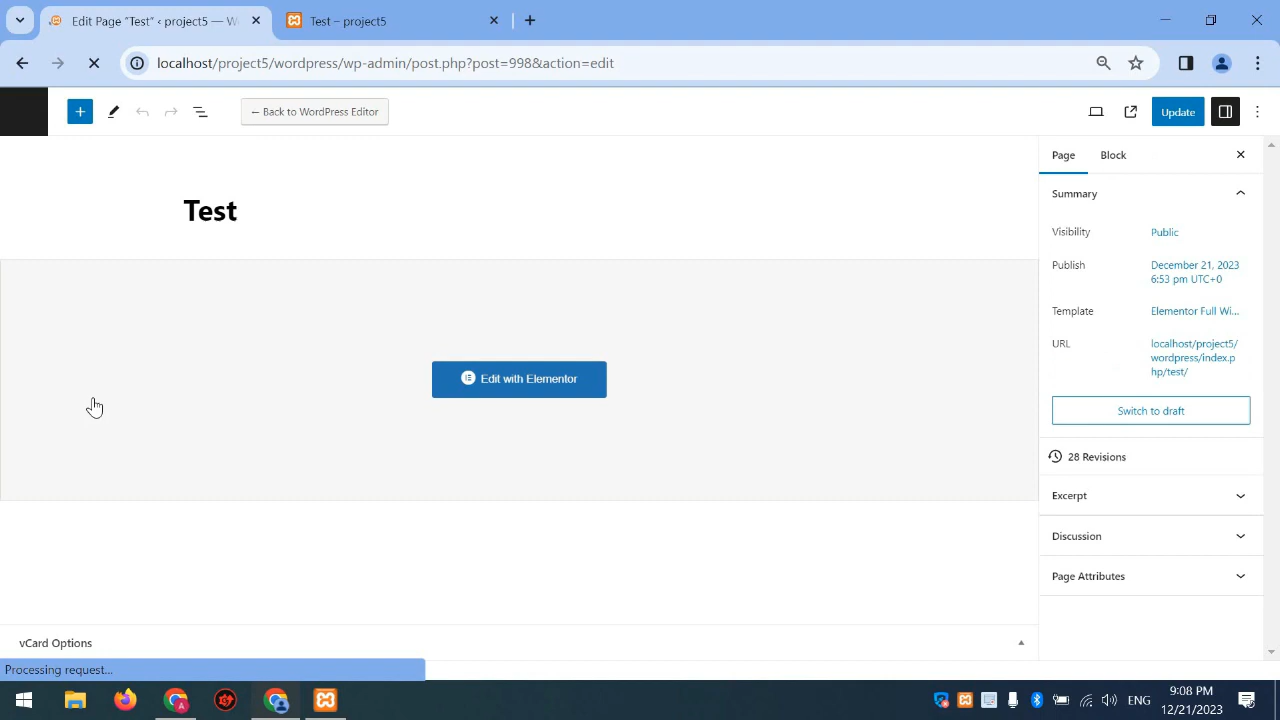 Edit Page “Test” ‹ project5 — W
Test – project5
localhost/project5/wordpress/wp-admin/post.php?post=998&action=edit
← Back to WordPress Editor
Update
Page
Block
Test
Summary
Visibility
Public
Publish
December 21, 2023
6:53 pm UTC+0
Template
Elementor Full Wi...
URL
localhost/project5/
wordpress/index.p
hp/test/
Edit with Elementor
Switch to draft
28 Revisions
Excerpt
Discussion
Page Attributes
vCard Options
Processing request...
ENG
9:08 PM
12/21/2023